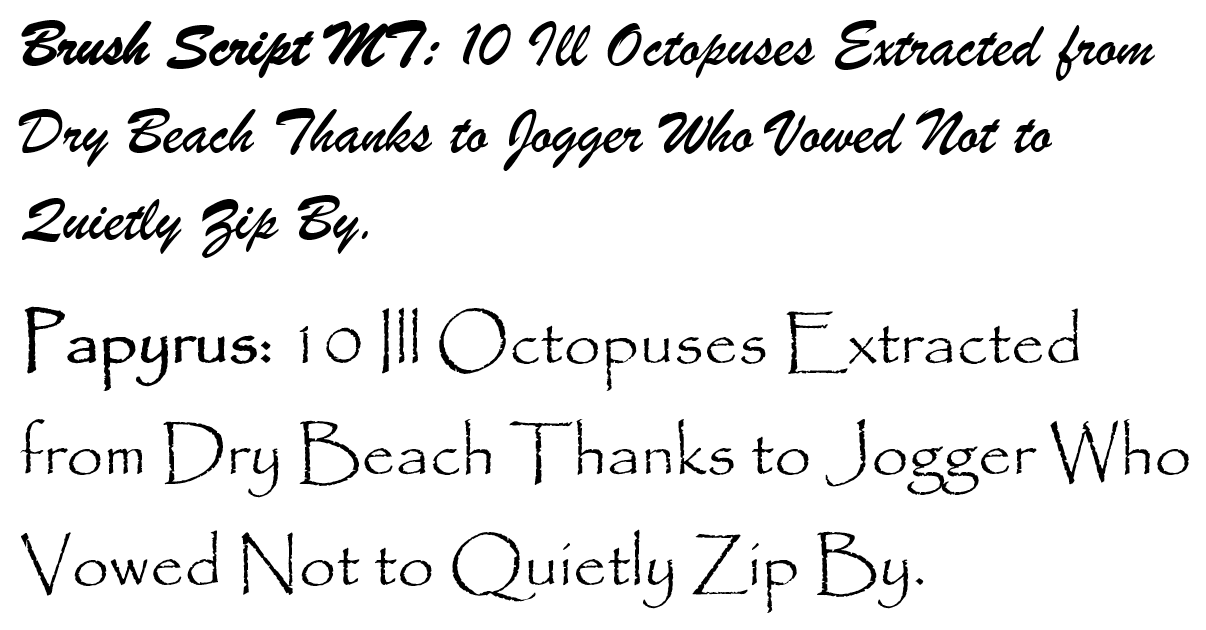 Brush Script MT: 10 Ill Octopuses Extracted from
Dry Beach Thanks to Jogger Who Vowed Not to
Quietly Zip By.
Papyrus: 10 Ill Octopuses Extracted
from Dry Beach Thanks to Jogger Who
Vowed Not to Quietly Zip By.